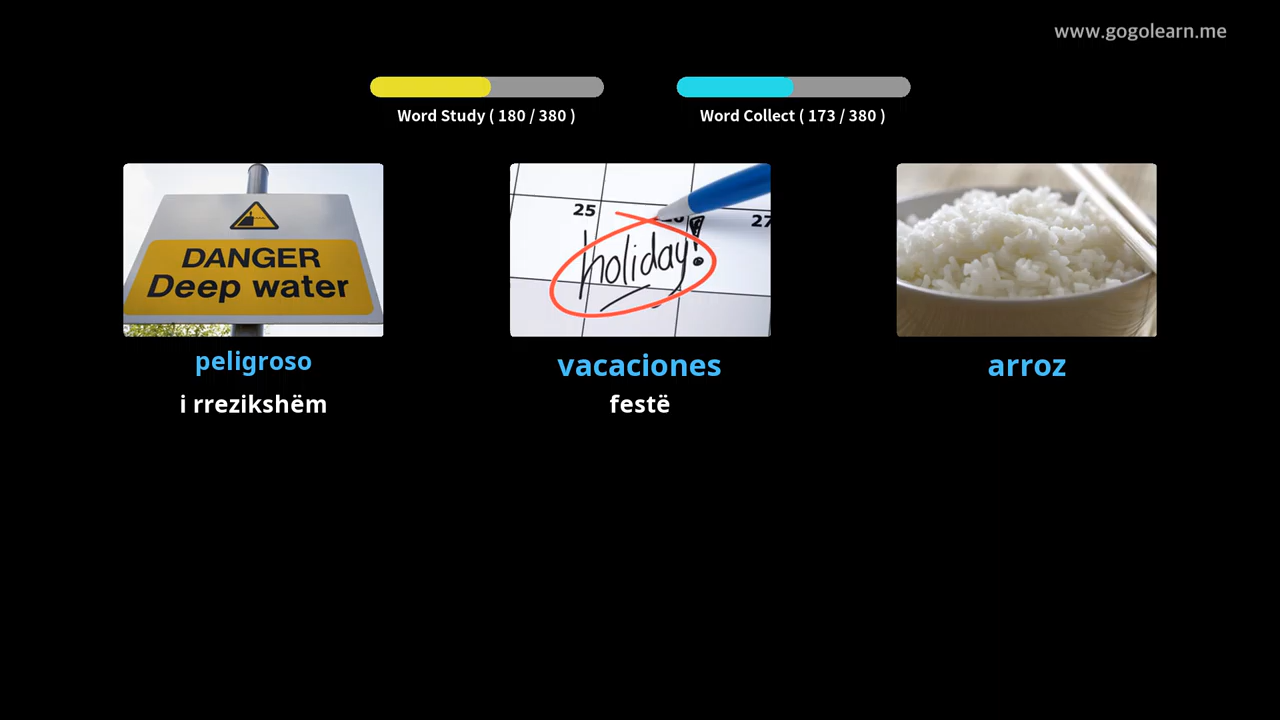 www.gogolearn.me
Word Study ( 180 / 380 )
Word Collect ( 173 / 380 )
DANGER
Deep water
25
27
holiday!
peligroso
vacaciones
arroz
i rrezikshëm
festë